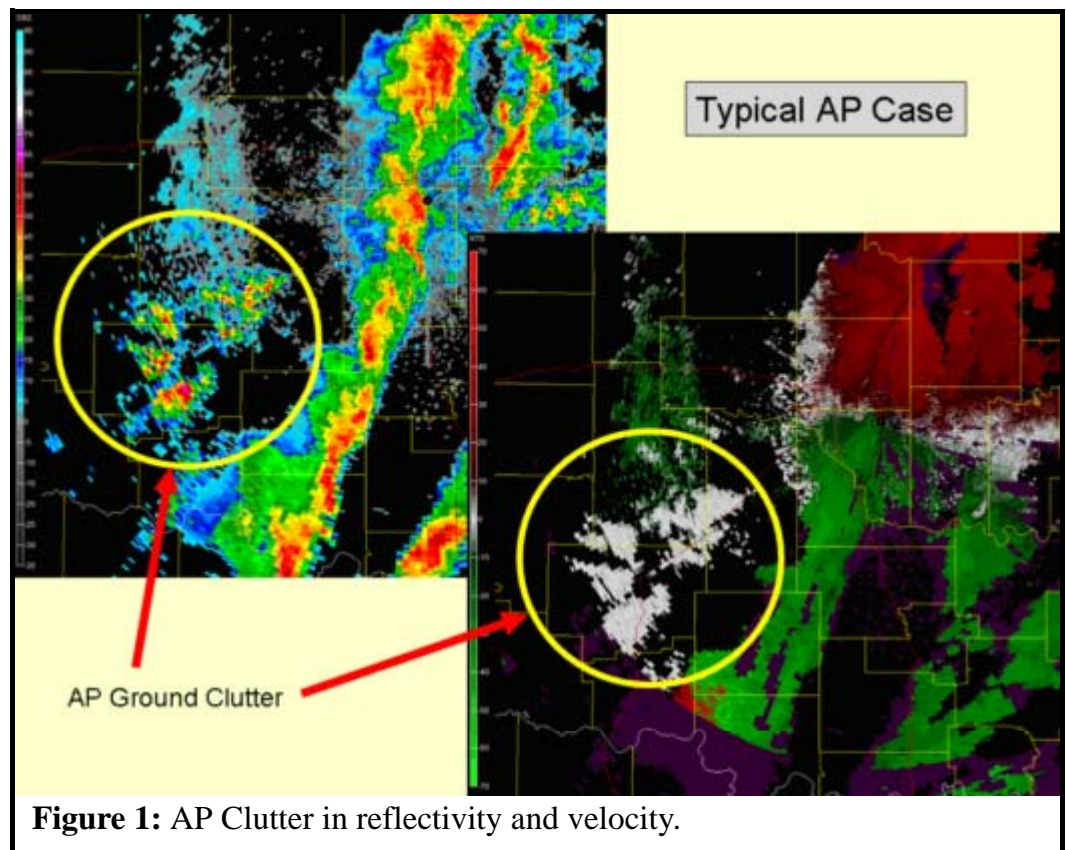 Typical AP Case
AP Ground Clutter
Figure 1: AP Clutter in reflectivity and velocity.